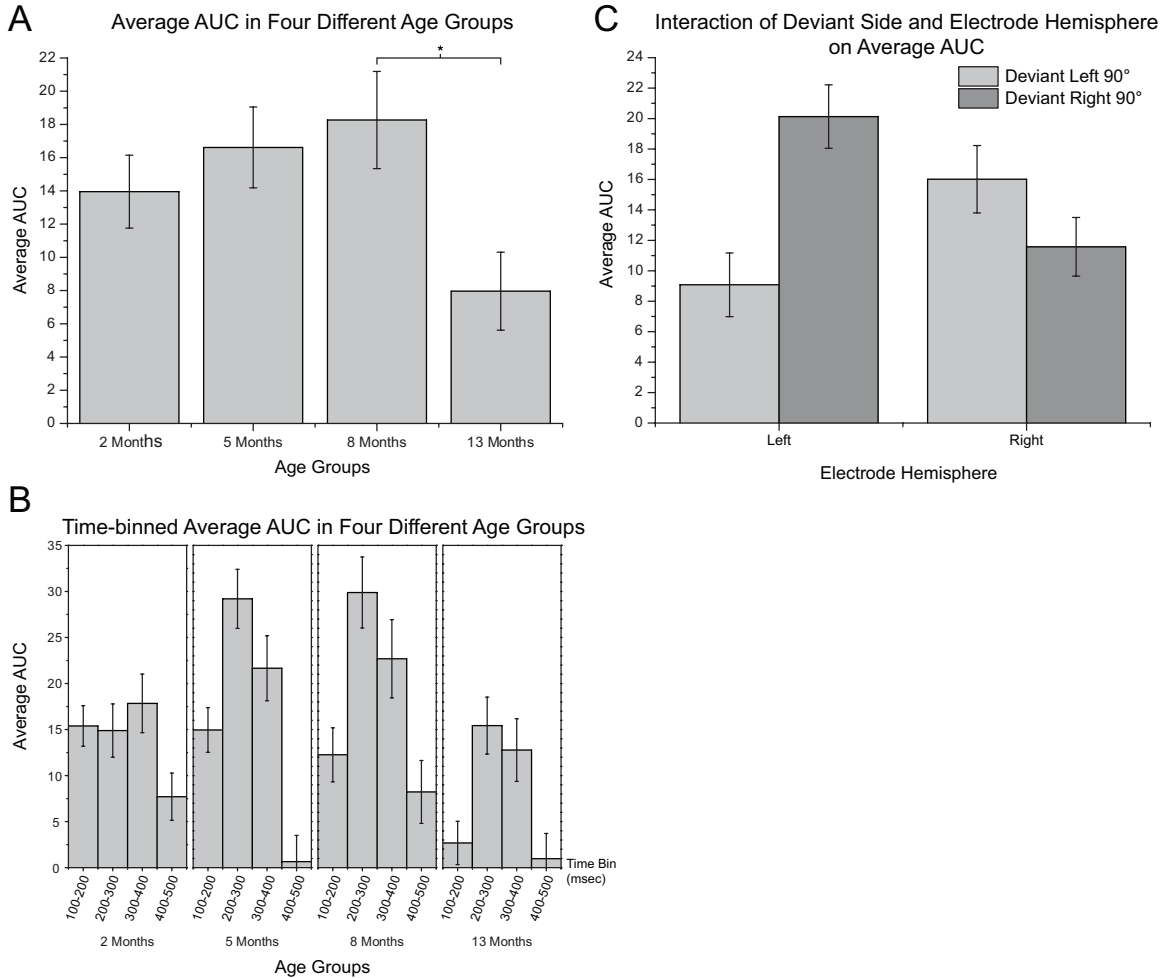 A
Average AUC in Four Different Age Groups
*
22
20
18
16
14
12
10
8
6
4
2
0
Average AUC
2 Months 5 Months 8 Months 13 Months
Age Groups
B
Time-binned Average AUC in Four Different Age Groups
35
30
25
20
15
10
5
0
Average AUC
100-200 200-300 300-400 400-500 100-200 200-300 300-400 400-500 100-200 200-300 300-400 400-500 100-200 200-300 300-400 400-500
Time Bin
(msec)
2 Months 5 Months 8 Months 13 Months
Age Groups
C
Interaction of Deviant Side and Electrode Hemisphere
on Average AUC
Deviant Left 90°
Deviant Right 90°
24
22
20
18
16
14
12
10
8
6
4
2
0
Average AUC
Left Right
Electrode Hemisphere